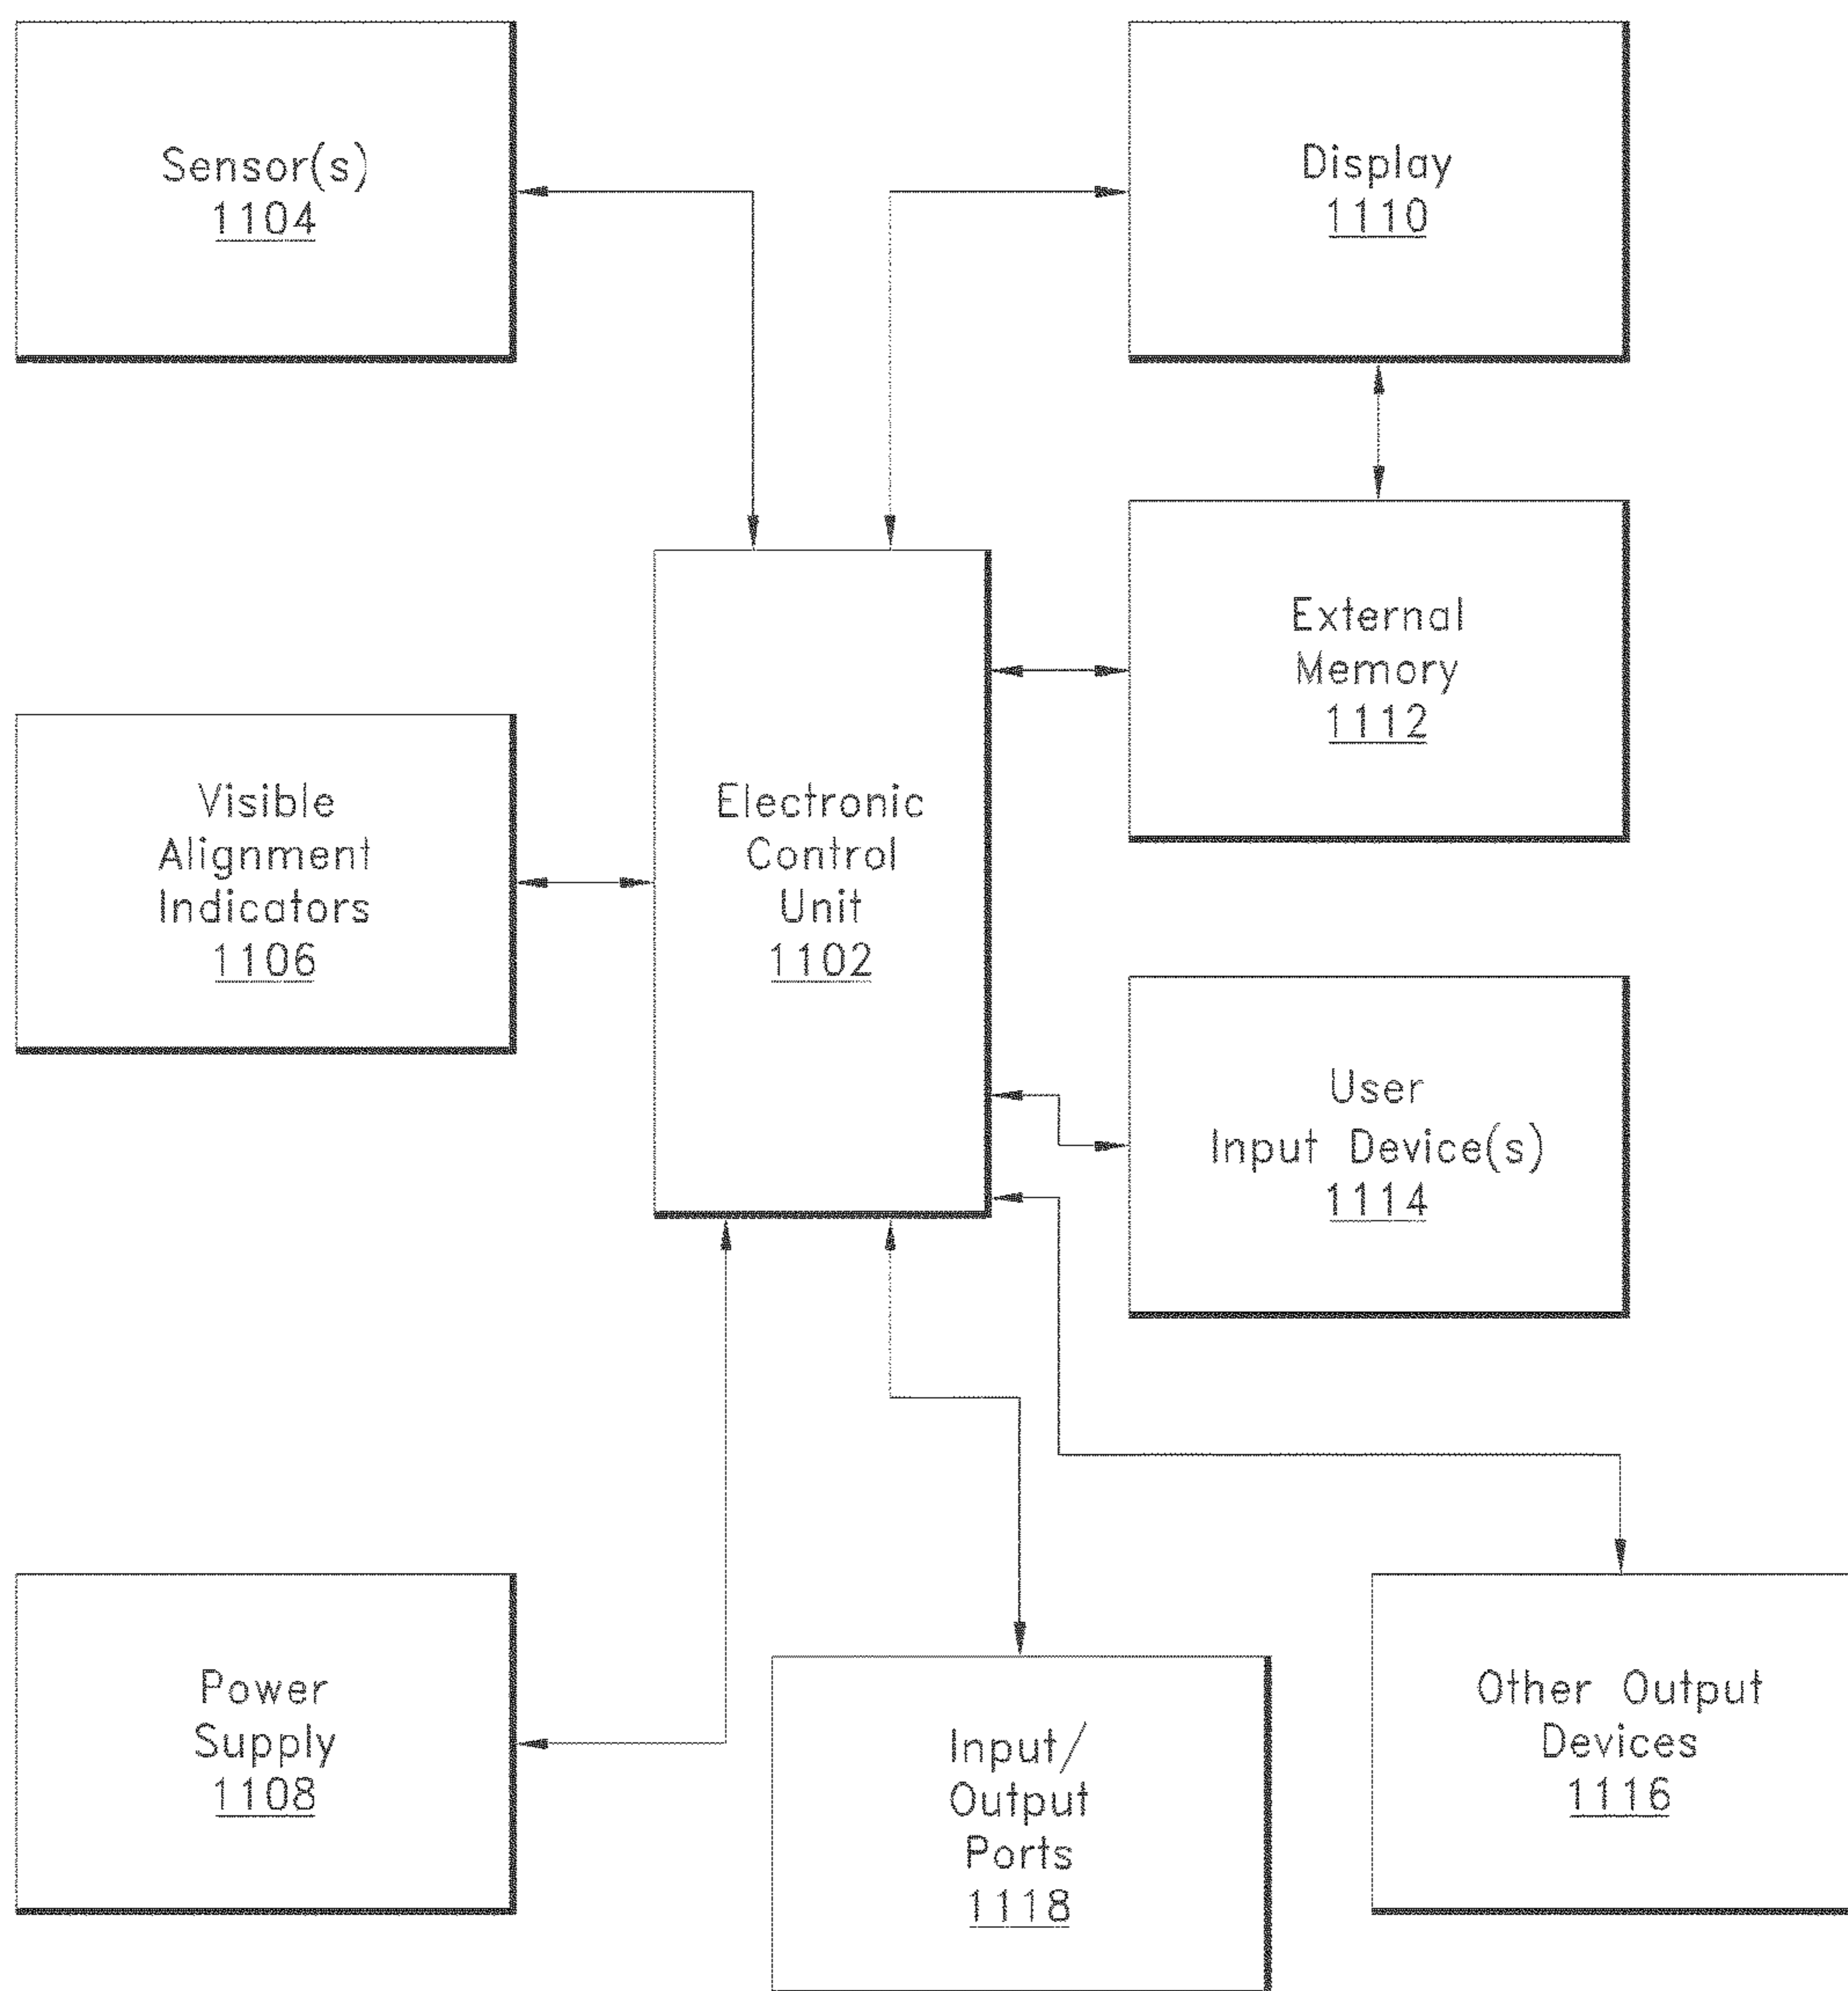 Sensor(s)
1104
Display
1110
External
Memory
1112
Visible
Alignment
Indicators
1106
Electronic
Control
Unit
1102
User
Input Device(s)
1114
Power
Supply
1108
Input/
Output
Ports
1118
Other Output
Devices
1116